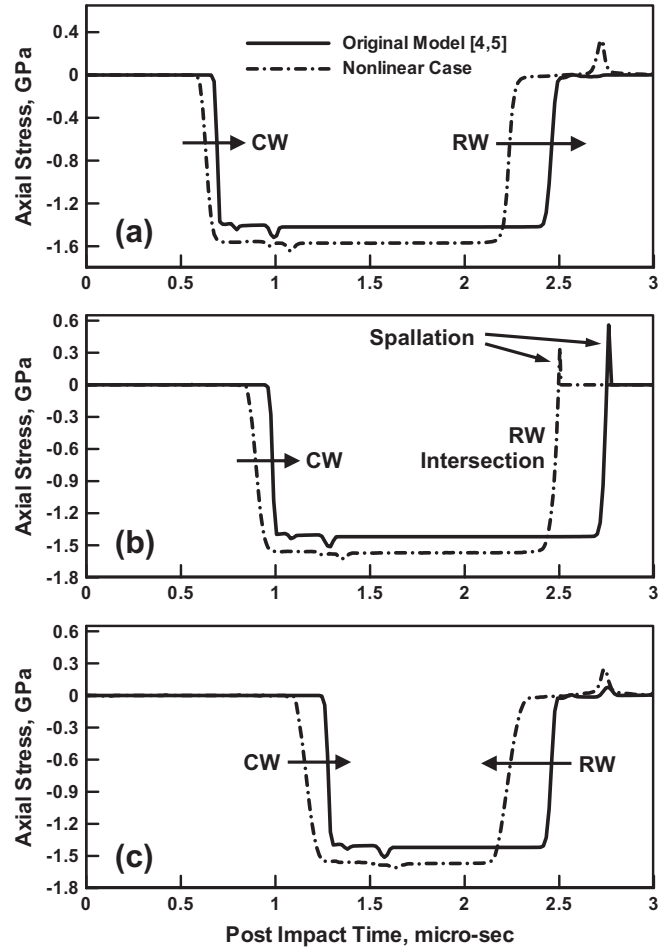 0.4
0
-0.4
-0.8
-1.2
-1.6
Axial Stress, GPa
Original Model [4,5]
Nonlinear Case
CW
RW
(a)
0 0.5 1 1.5 2 2.5 3
0.6
0.3
0
-0.3
-0.6
-0.9
-1.2
-1.5
-1.8
Axial Stress, GPa
Spallation
CW
RW
Intersection
(b)
0 0.5 1 1.5 2 2.5 3
0.6
0.3
0
-0.3
-0.6
-0.9
-1.2
-1.5
-1.8
Axial Stress, GPa
CW
RW
(c)
0 0.5 1 1.5 2 2.5 3
Post Impact Time, micro-sec